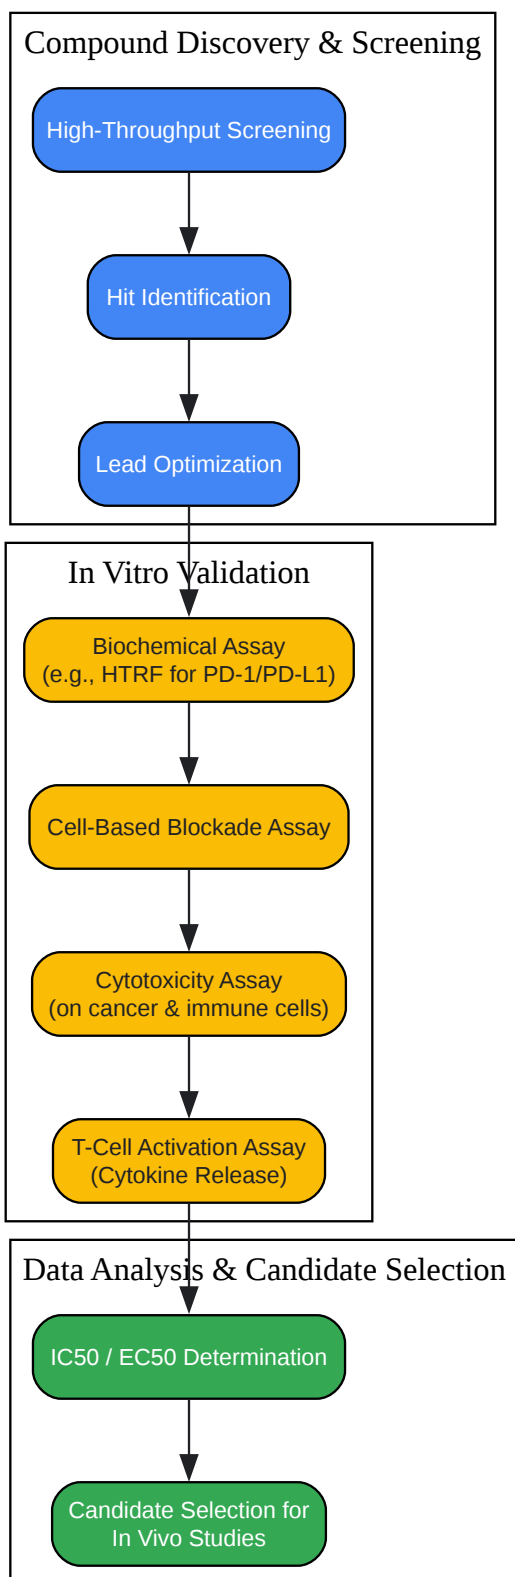 Compound Discovery & Screening
High-Throughput Screening
Hit Identification
Lead Optimization
In Vitro Validation
Biochemical Assay
(e.g., HTRF for PD-1/PD-L1)
Cell-Based Blockade Assay
Cytotoxicity Assay
(on cancer & immune cells)
T-Cell Activation Assay
(Cytokine Release)
Data Analysis & Candidate Selection
IC50 / EC50 Determination
Candidate Selection for
In Vivo Studies